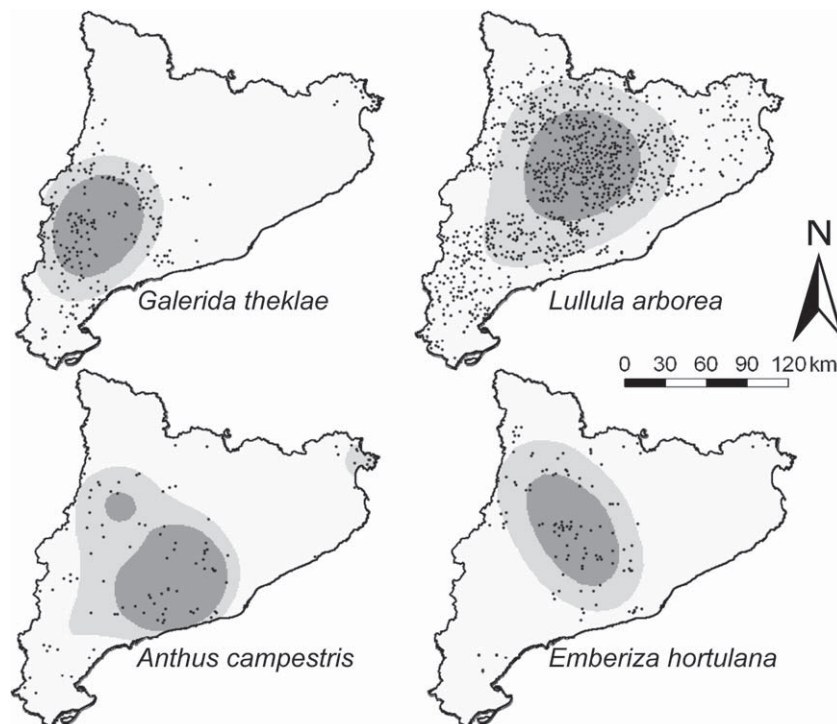 Galerida theklae
Lullula arborea
N
0 30 60 90 120 km
Anthus campestris
Emberiza hortulana